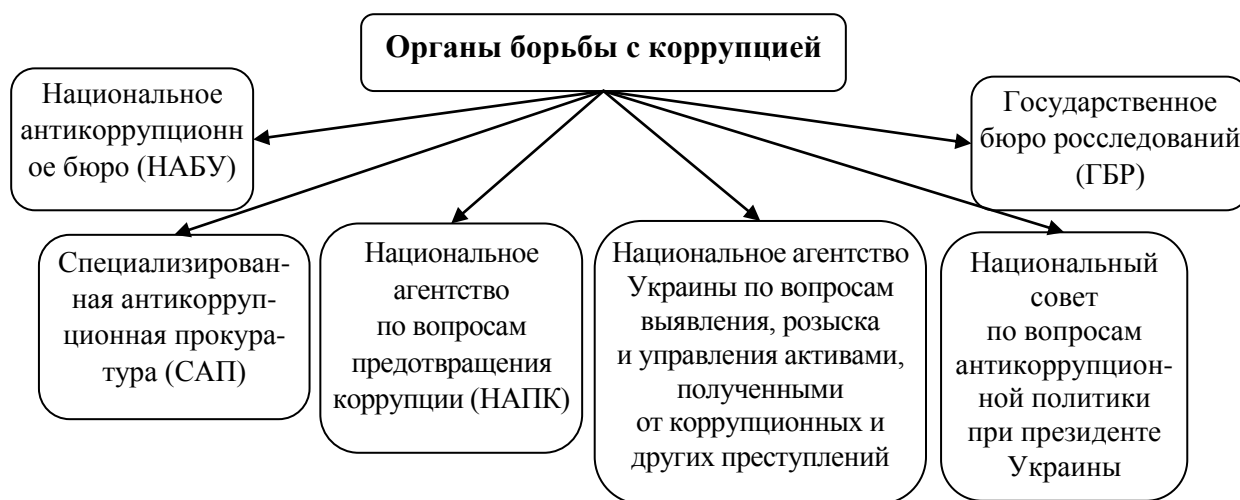 Органы борьбы с коррупцией
Национальное
антикоррупционн
ое бюро (НАБУ)
Государственное
бюро росследований
(ГБР)
Специализирован-
ная антикорруп-
ционная прокура-
тура (САП)
Национальное
агентство
по вопросам
предотвращения
коррупции (НАПК)
Национальное агентство
Украины по вопросам
выявления, розыска
и управления активами,
полученными
от коррупционных и
других преступлений
Национальный
совет
по вопросам
антикоррупцион-
ной политики
при президенте
Украины